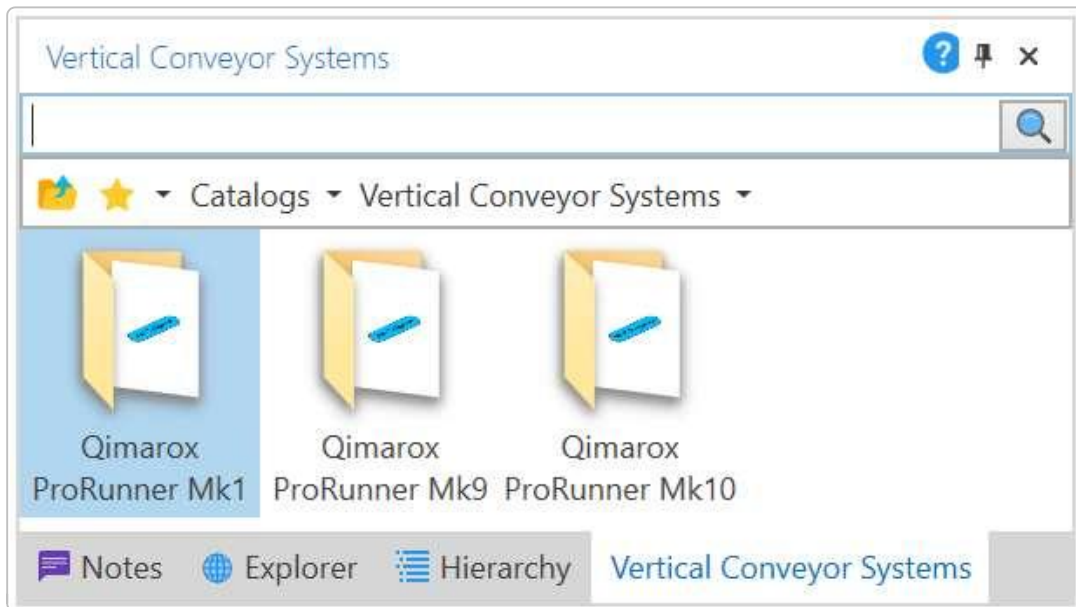 Vertical Conveyor Systems
Catalogs Vertical Conveyor Systems
Qimarox
ProRunner Mk1
Qimarox
ProRunner Mk9
Qimarox
ProRunner Mk10
Notes Explorer Hierarchy Vertical Conveyor Systems